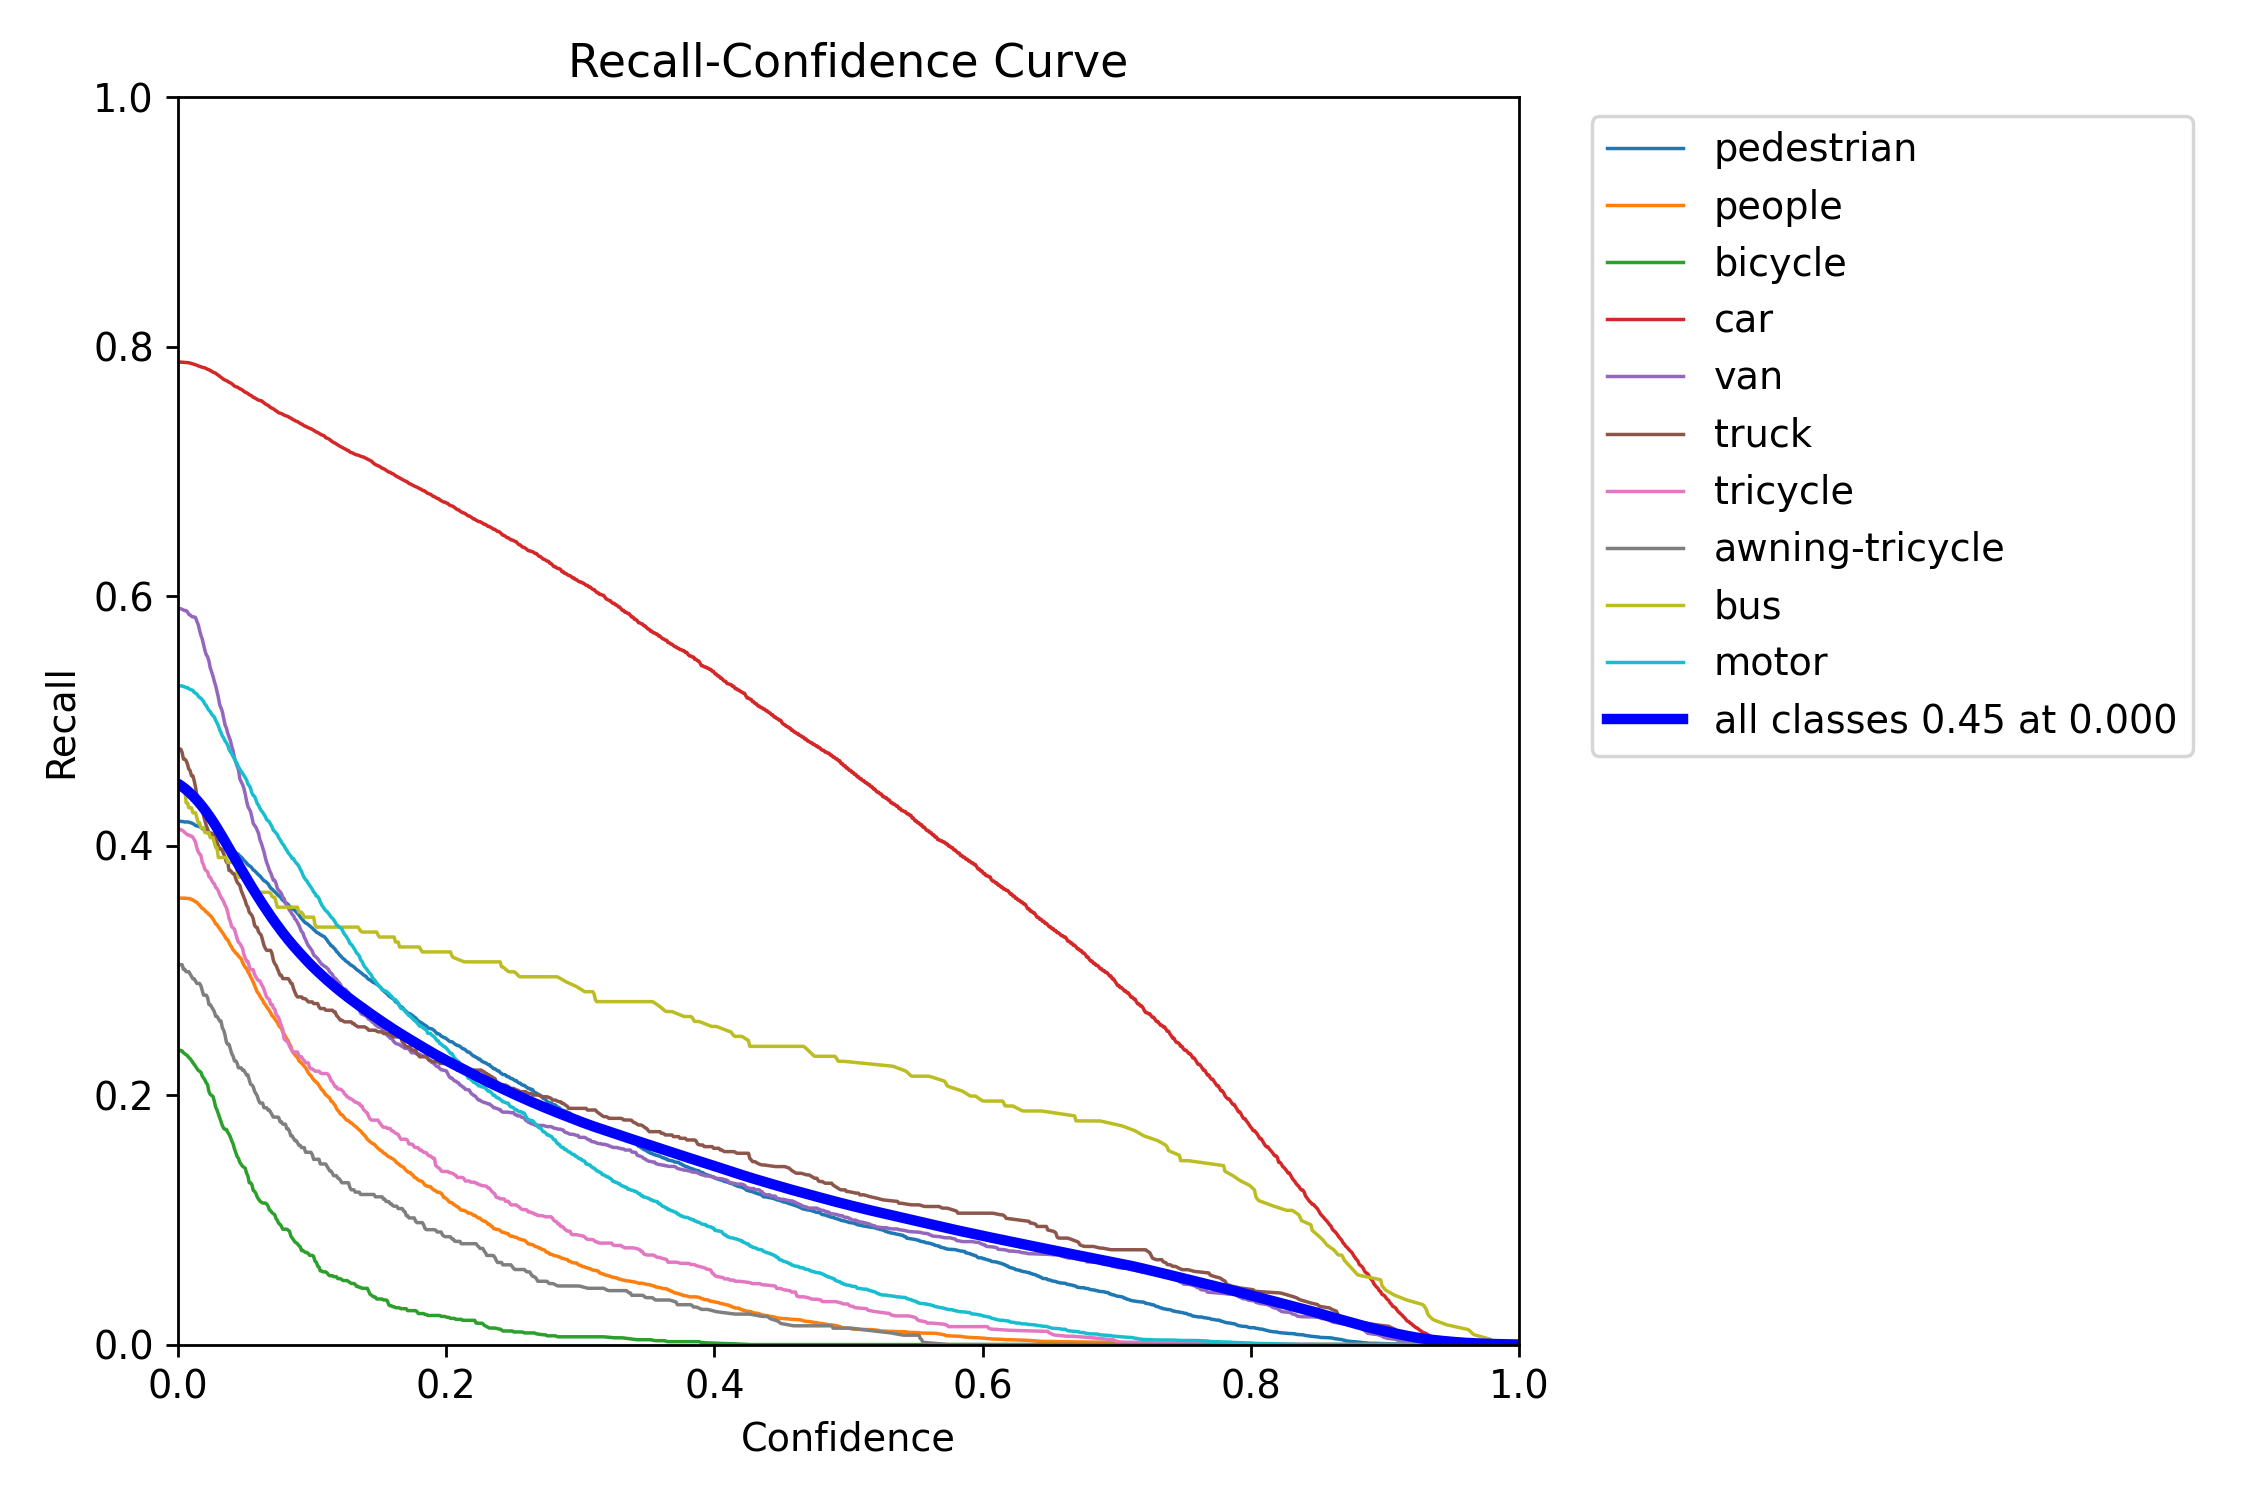 Recall-Confidence Curve
1.0
0.8
0.6
0.4
0.2
0.0
Recall
0.0 0.2 0.4 0.6 0.8 1.0
Confidence
pedestrian
people
bicycle
car
van
truck
tricycle
awning-tricycle
bus
motor
all classes 0.45 at 0.000